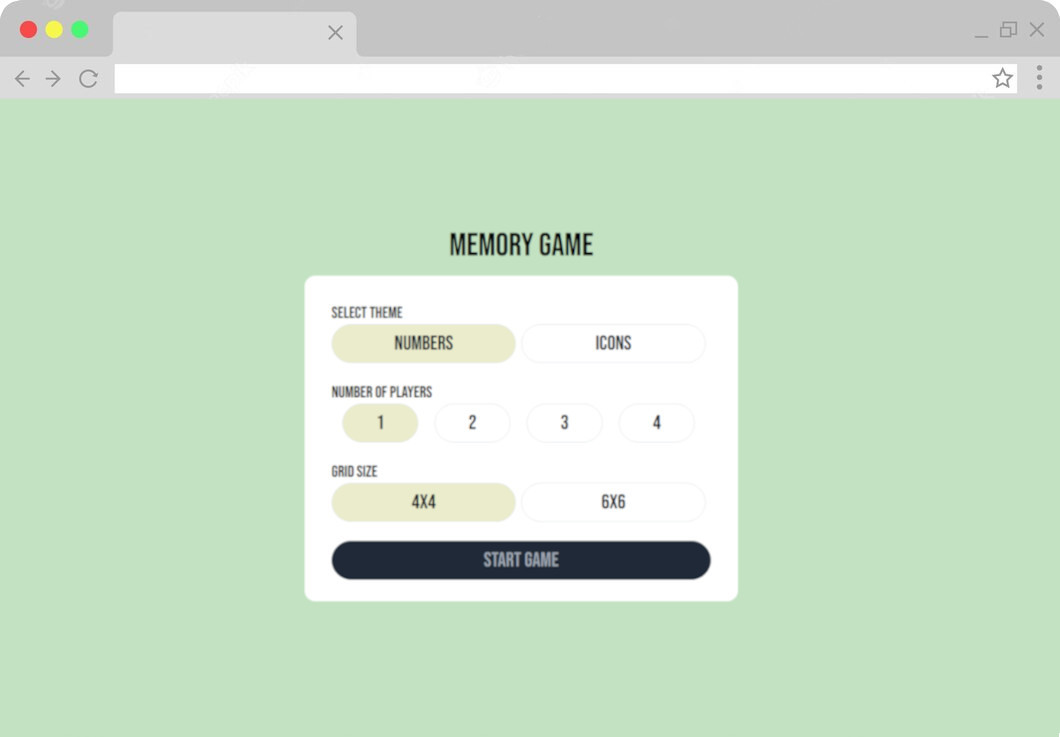 MEMORY GAME
SELECT THEME
NUMBERS ICONS
NUMBER OF PLAYERS
1 2 3 4
GRID SIZE
4X4 6X6
START GAME